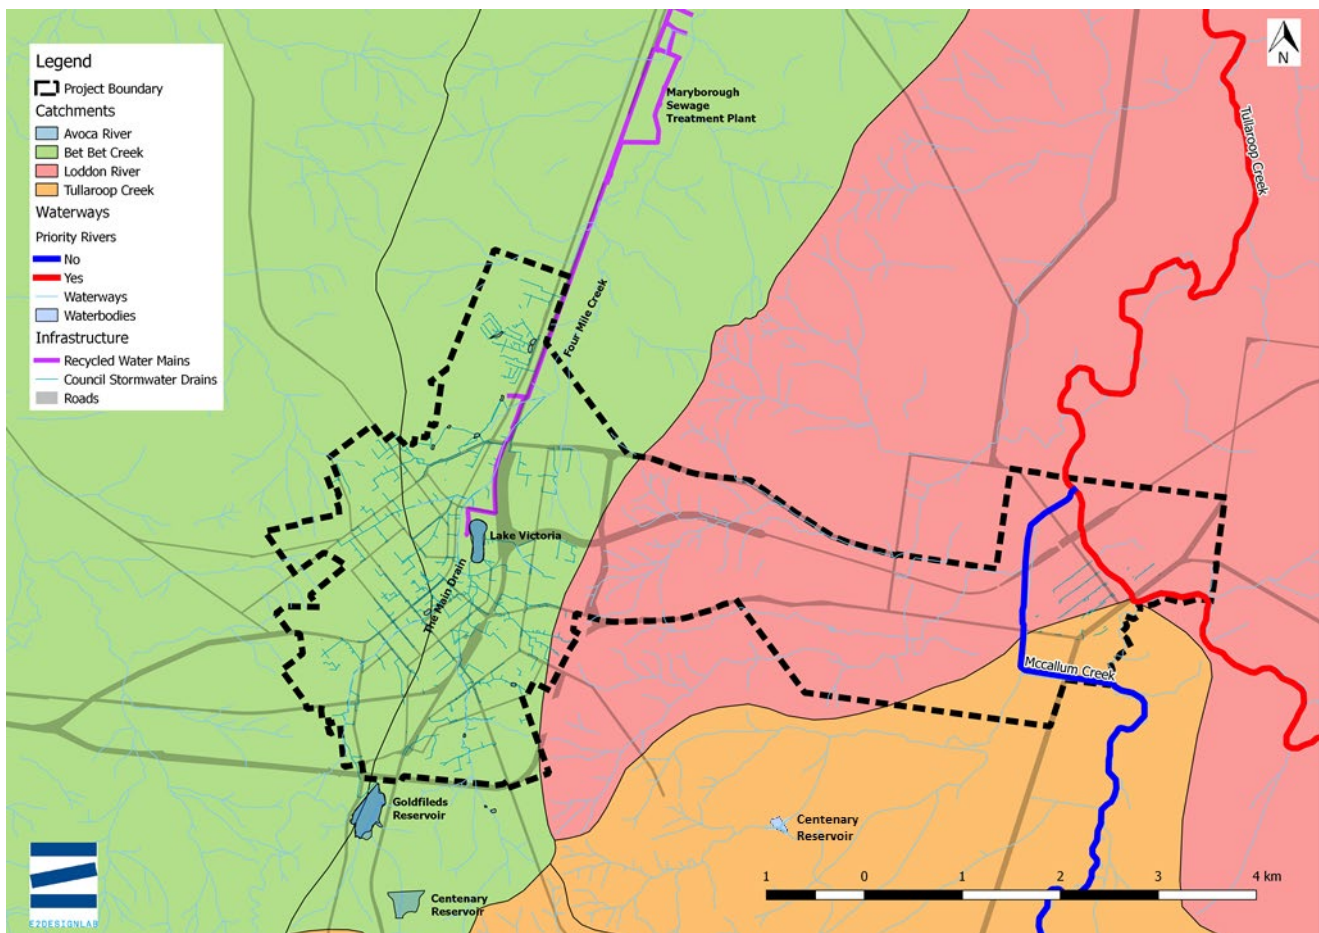 Legend
Project Boundary
Catchments
Avoca River
Bet Bet Creek
Loddon River
Tullaroop Creek
Waterways
Priority Rivers
No
Yes
Waterways
Waterbodies
Infrastructure
Recycled Water Mains
Council Stormwater Drains
Roads
N
Maryborough
Sewage
Treatment Plant
Tullaroop Creek
Four Mile Creek
Lake Victoria
The Main Drain
Mccallum Creek
Goldfileds
Reservoir
Centenary
Reservoir
Centenary
Reservoir
1 0 1 2 3 4 km
E2DESIGNLAB